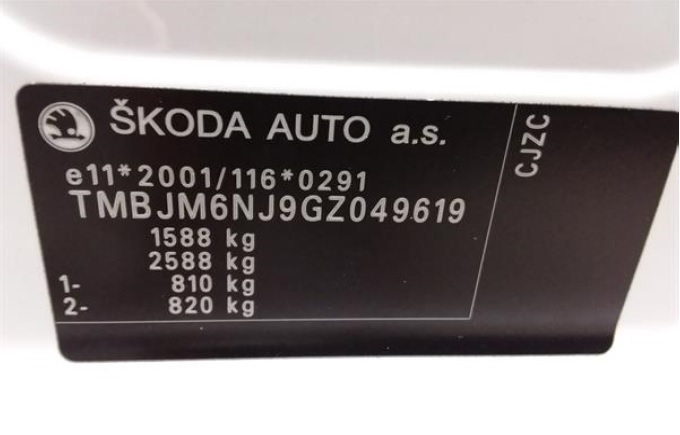 ŠKODA AUTO a.s.
e11*2001/116*0291
TMBJM6NJ9GZ049619
1588 kg
2588 kg
1- 810 kg
2- 820 kg
CJZC